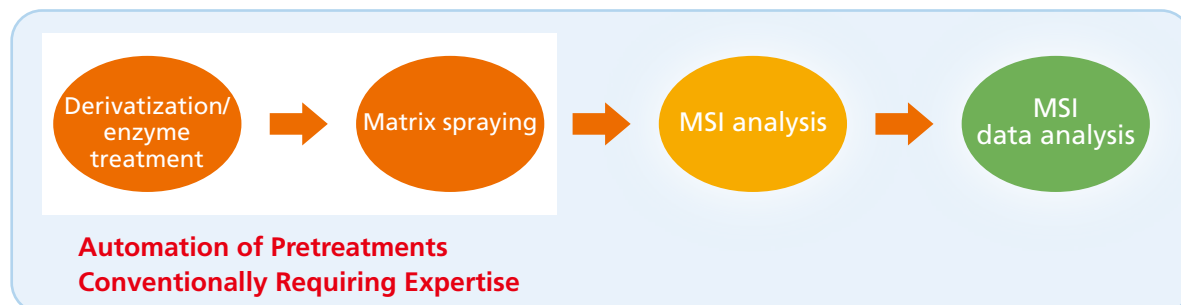 Derivatization/
enzyme
treatment
Matrix spraying
MSI analysis
MSI
data analysis
Automation of Pretreatments
Conventionally Requiring Expertise